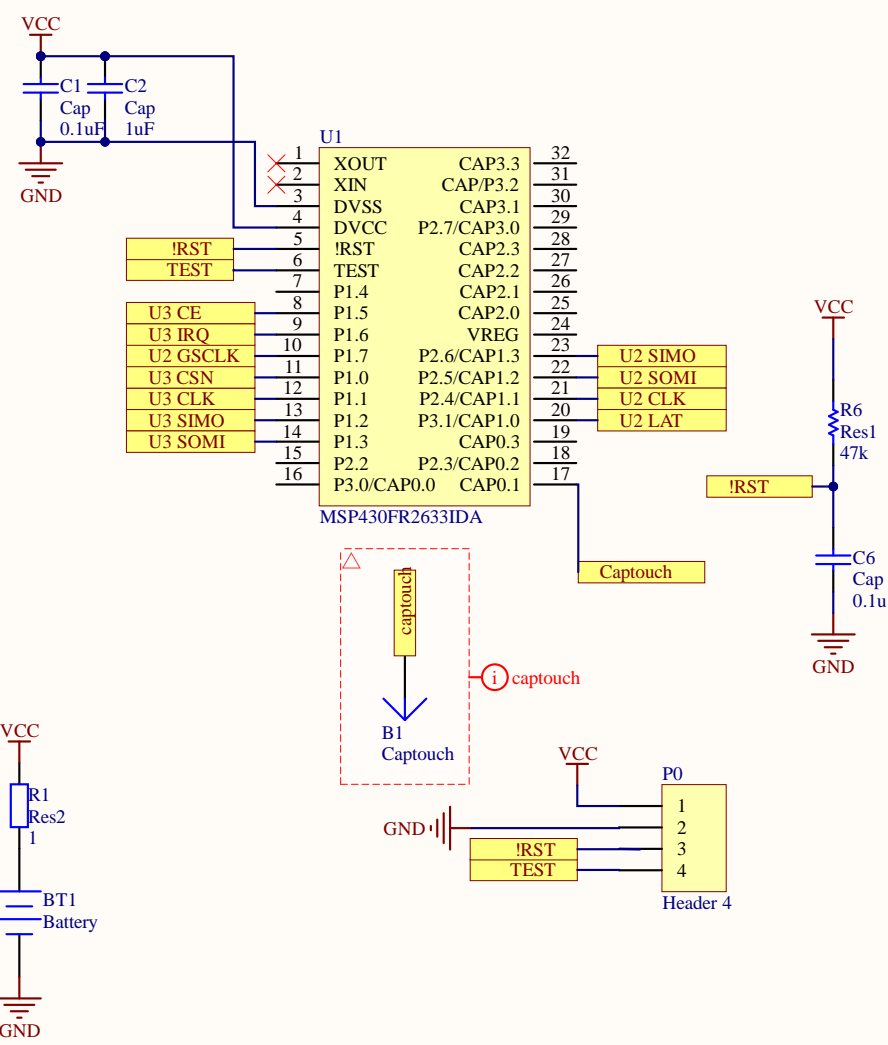 VCC
C1
Cap
0.1uF
C2
Cap
1uF
GND
U1
1 XOUT CAP3.3 32
2 XIN CAP/P3.2 31
3 DVSS CAP3.1 30
4 DVCC P2.7/CAP3.0 29
!RST 5 !RST CAP2.3 28
TEST 6 TEST CAP2.2 27
7 P1.4 CAP2.1 26
U3 CE 8 P1.5 CAP2.0 25
U3 IRQ 9 P1.6 VREG 24
U2 GSCLK 10 P1.7 P2.6/CAP1.3 23 U2 SIMO
U3 CSN 11 P1.0 P2.5/CAP1.2 22 U2 SOMI
U3 CLK 12 P1.1 P2.4/CAP1.1 21 U2 CLK
U3 SIMO 13 P1.2 P3.1/CAP1.0 20 U2 LAT
U3 SOMI 14 P1.3 CAP0.3 19
15 P2.2 P2.3/CAP0.2 18
16 P3.0/CAP0.0 CAP0.1 17
MSP430FR2633IDA
Captouch
VCC
R6
Res1
47k
!RST
C6
Cap
0.1u
GND
captouch
B1
Captouch
i captouch
VCC
R1
Res2
1
BT1
Battery
GND
VCC
P0
1
GND 2
!RST 3
TEST 4
Header 4